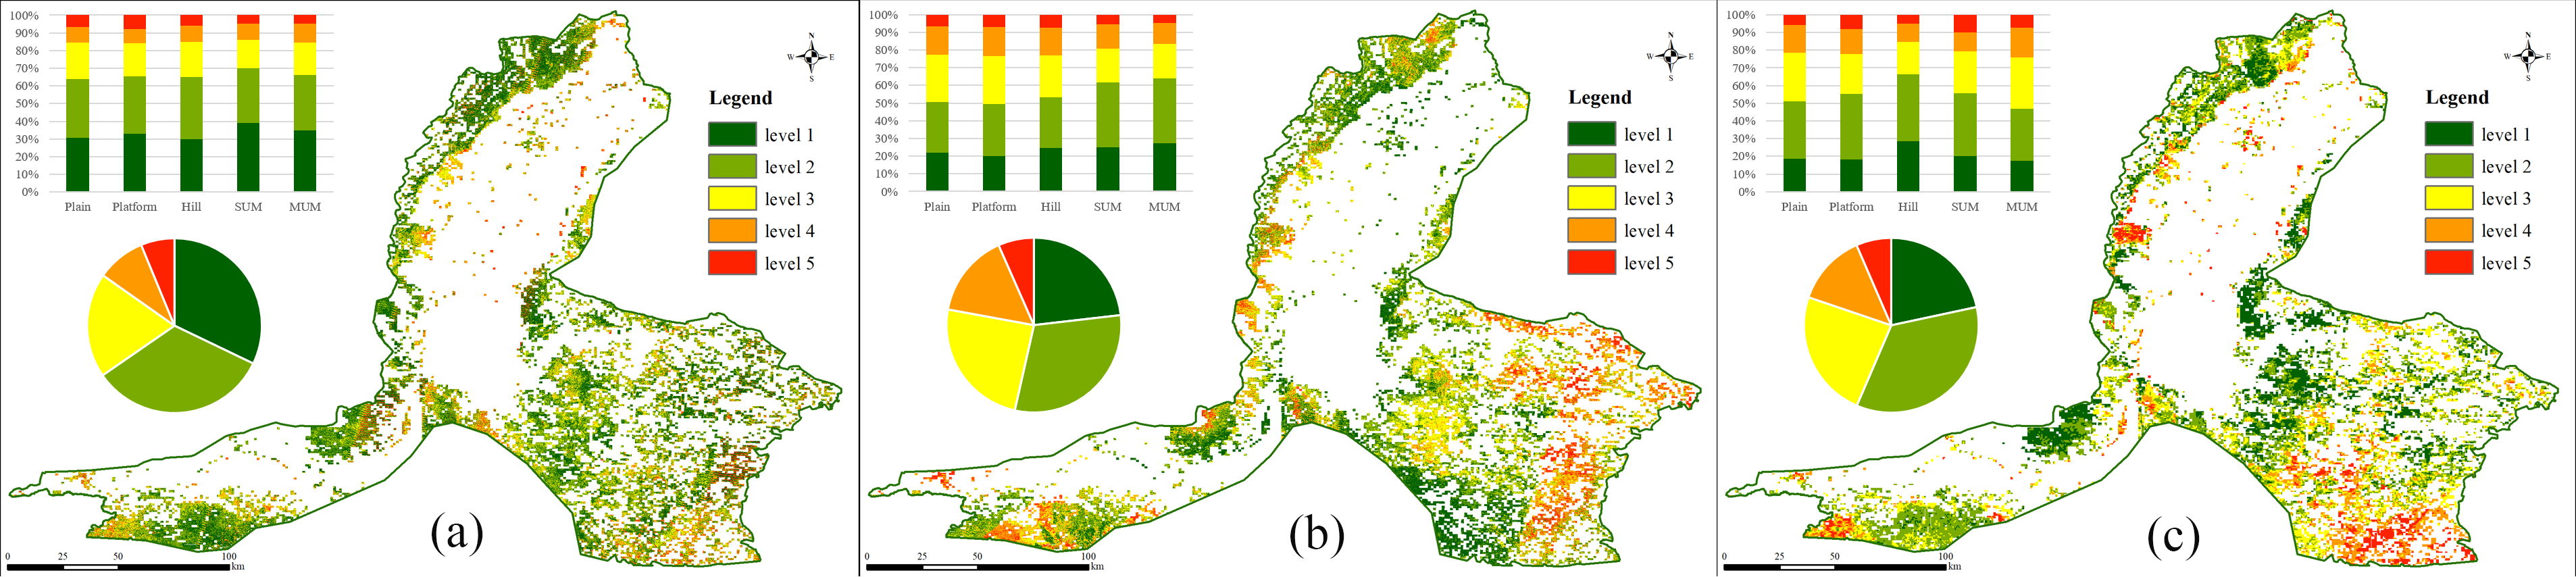 100%
90%
80%
70%
60%
50%
40%
30%
20%
10%
0%
Plain Platform Hill SUM MUM
N
W E
S
Legend
level 1
level 2
level 3
level 4
level 5
(a)
0 25 50 100
km
100%
90%
80%
70%
60%
50%
40%
30%
20%
10%
0%
Plain Platform Hill SUM MUM
N
W E
S
Legend
level 1
level 2
level 3
level 4
level 5
(b)
0 25 50 100
km
100%
90%
80%
70%
60%
50%
40%
30%
20%
10%
0%
Plain Platform Hill SUM MUM
N
W E
S
Legend
level 1
level 2
level 3
level 4
level 5
(c)
0 25 50 100
km